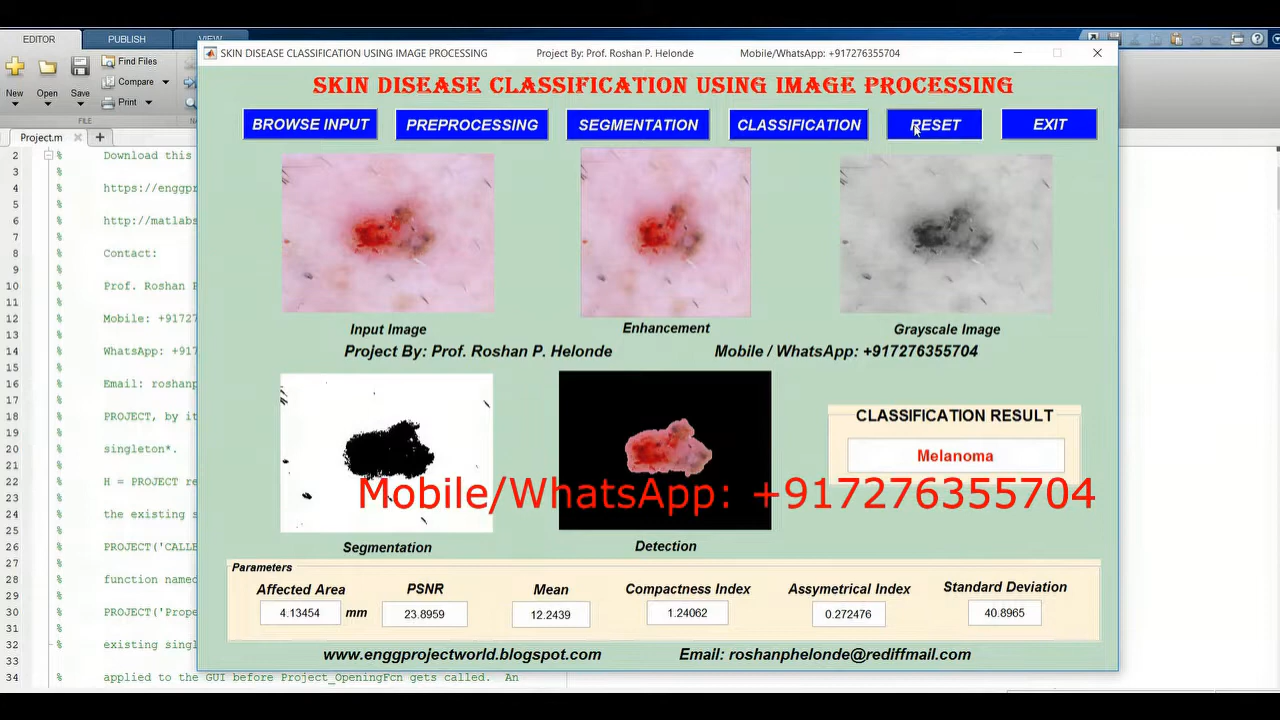 EDITOR PUBLISH VIEW
SKIN DISEASE CLASSIFICATION USING IMAGE PROCESSING Project By: Prof. Roshan P. Helonde Mobile/WhatsApp: +917276355704
New Open Save Find Files Compare Print
FILE
Project.m
SKIN DISEASE CLASSIFICATION USING IMAGE PROCESSING
BROWSE INPUT PREPROCESSING SEGMENTATION CLASSIFICATION RESET EXIT
2 % Download this
3 %
4 % https://enggpr
5 %
6 % http://matlabs
7 %
8 % Contact:
9 %
10 % Prof. Roshan P
11 %
12 % Mobile: +91727
13 %
14 % WhatsApp: +917
15 %
16 % Email: roshanp
17 %
18 % PROJECT, by it
19 %
20 % singleton*.
21 %
22 % H = PROJECT re
23 %
24 % the existing s
25 %
26 % PROJECT('CALLE
27 %
28 % function named
29 %
30 % PROJECT('Prope
31 %
32 % existing singl
33 %
34 % applied to the GUI before Project_OpeningFcn gets called. An
Input Image Enhancement Grayscale Image
Project By: Prof. Roshan P. Helonde Mobile / WhatsApp: +917276355704
CLASSIFICATION RESULT
Melanoma
Mobile/WhatsApp: +917276355704
Segmentation Detection
Parameters
Affected Area PSNR Mean Compactness Index Assymetrical Index Standard Deviation
4.13454 mm 23.8959 12.2439 1.24062 0.272476 40.8965
www.enggprojectworld.blogspot.com Email: roshanphelonde@rediffmail.com